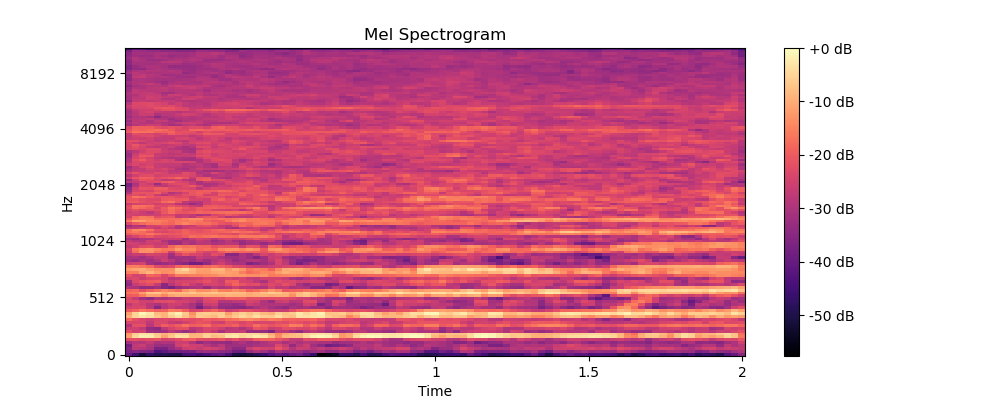 Mel Spectrogram
Hz
8192
4096
2048
1024
512
0
0 0.5 1 1.5 2
Time
+0 dB
-10 dB
-20 dB
-30 dB
-40 dB
-50 dB